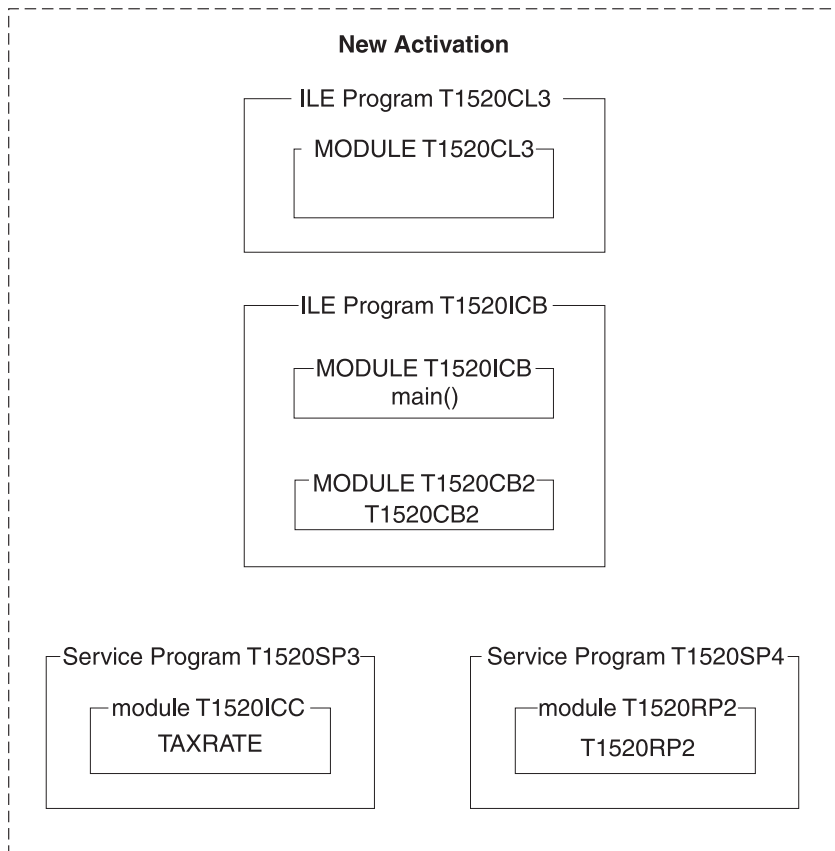 New Activation
ILE Program T1520CL3
MODULE T1520CL3
ILE Program T1520ICB
MODULE T1520ICB
main()
MODULE T1520CB2
T1520CB2
Service Program T1520SP3
module T1520ICC
TAXRATE
Service Program T1520SP4
module T1520RP2
T1520RP2